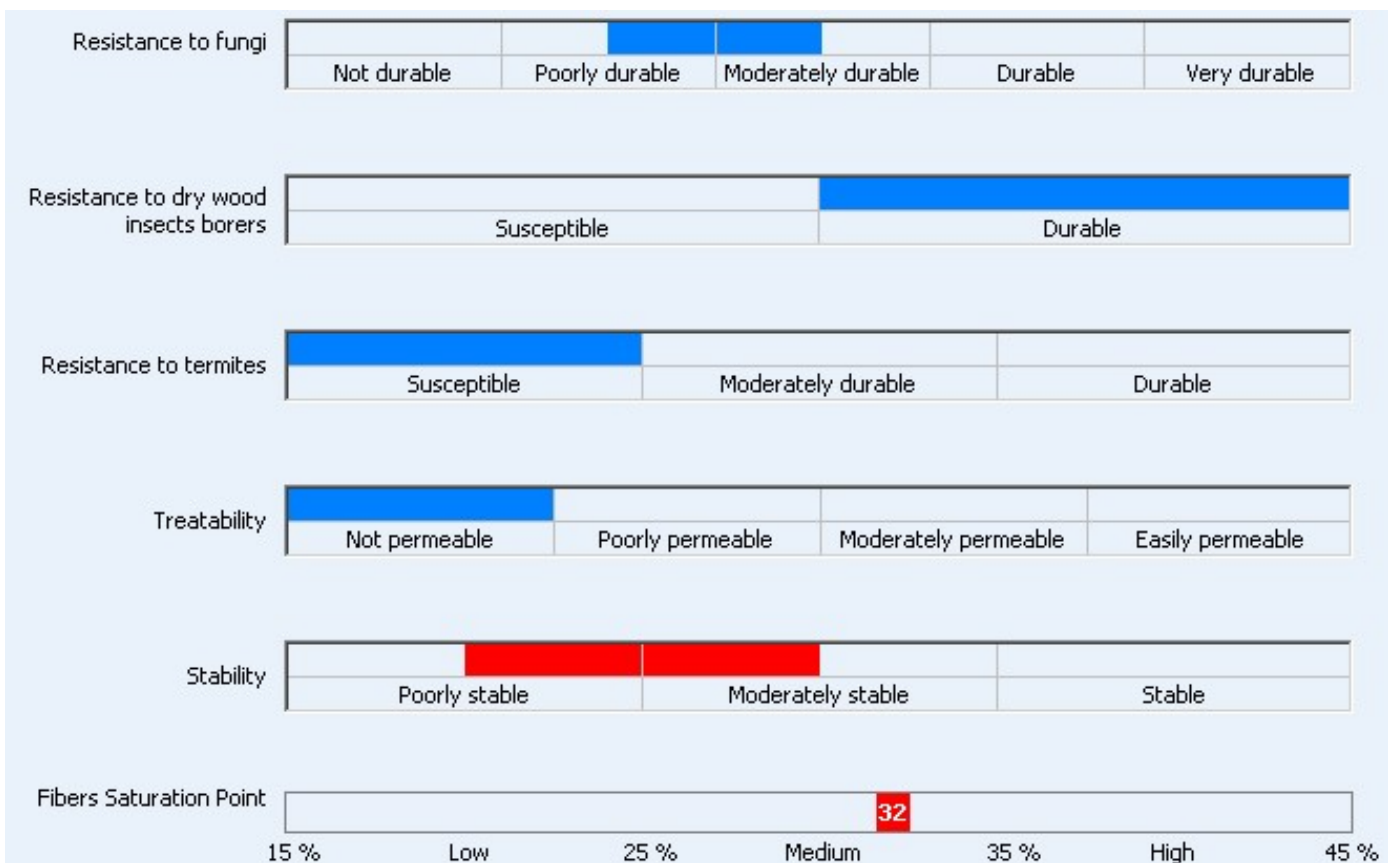 Resistance to fungi
Not durable Poorly durable Moderately durable Durable Very durable
Resistance to dry wood
insects borers
Susceptible Durable
Resistance to termites
Susceptible Moderately durable Durable
Treatability
Not permeable Poorly permeable Moderately permeable Easily permeable
Stability
Poorly stable Moderately stable Stable
Fibers Saturation Point
32
15 % Low 25 % Medium 35 % High 45 %